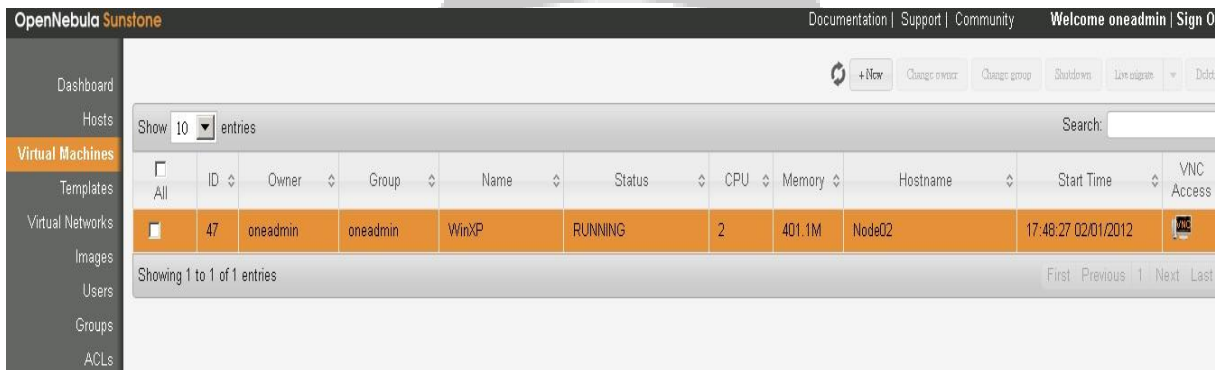 OpenNebula Sunstone
Documentation | Support | Community
Welcome oneadmin | Sign O
Dashboard
Hosts
Virtual Machines
Templates
Virtual Networks
Images
Users
Groups
ACLs
+ New Change owner Change group Shutdown Live migrate Delet
Show 10 entries
Search:
All ID Owner Group Name Status CPU Memory Hostname Start Time VNC Access
47 oneadmin oneadmin WinXP RUNNING 2 401.1M Node02 17:48:27 02/01/2012 VNC
Showing 1 to 1 of 1 entries
First Previous 1 Next Last